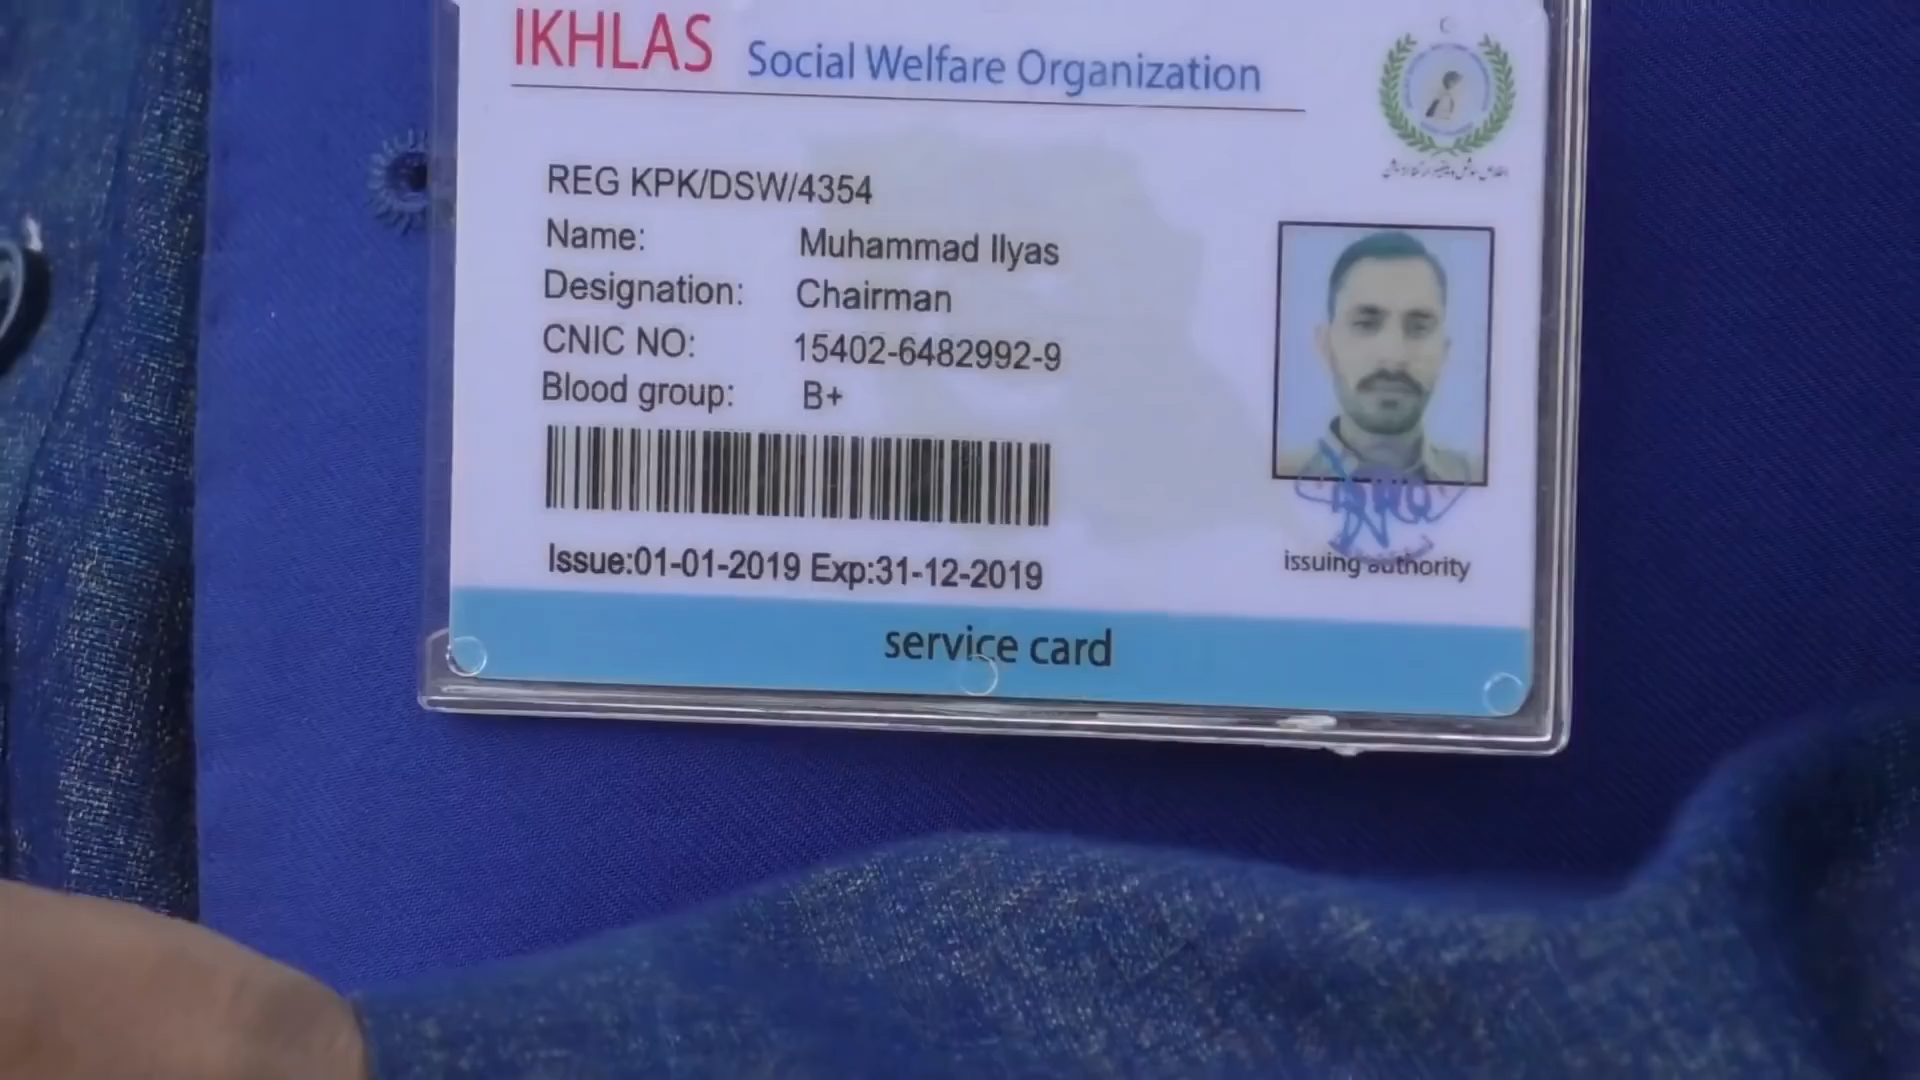 IKHLAS Social Welfare Organization
REG KPK/DSW/4354
Name: Muhammad Ilyas
Designation: Chairman
CNIC NO: 15402-6482992-9
Blood group: B+
Issue:01-01-2019 Exp:31-12-2019
issuing authority
service card